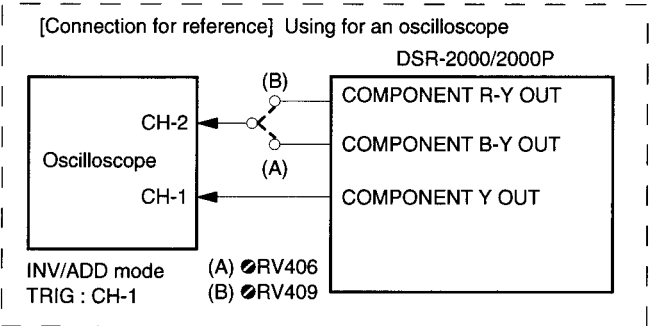 [Connection for reference] Using for an oscilloscope
DSR-2000/2000P
(B)
COMPONENT R-Y OUT
CH-2
COMPONENT B-Y OUT
Oscilloscope
(A)
CH-1
COMPONENT Y OUT
INV/ADD mode
(A) ⊘RV406
TRIG : CH-1
(B) ⊘RV409